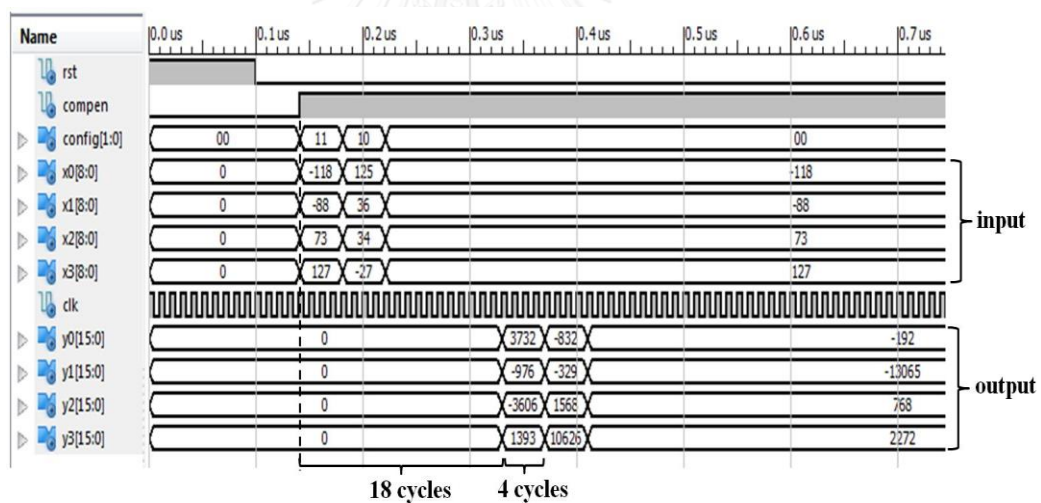 Name 0.0 us 0.1 us 0.2 us 0.3 us 0.4 us 0.5 us 0.6 us 0.7 us
rst
compen
config[1:0] 00 11 10 00
x0[8:0] 0 -118 125 -118
x1[8:0] 0 -88 36 -88
input
x2[8:0] 0 73 34 73
x3[8:0] 0 127 -27 127
clk
y0[15:0] 0 3732 -832 -192
y1[15:0] 0 -976 -329 -13065
output
y2[15:0] 0 -3606 1568 768
y3[15:0] 0 1393 10626 2272
18 cycles 4 cycles